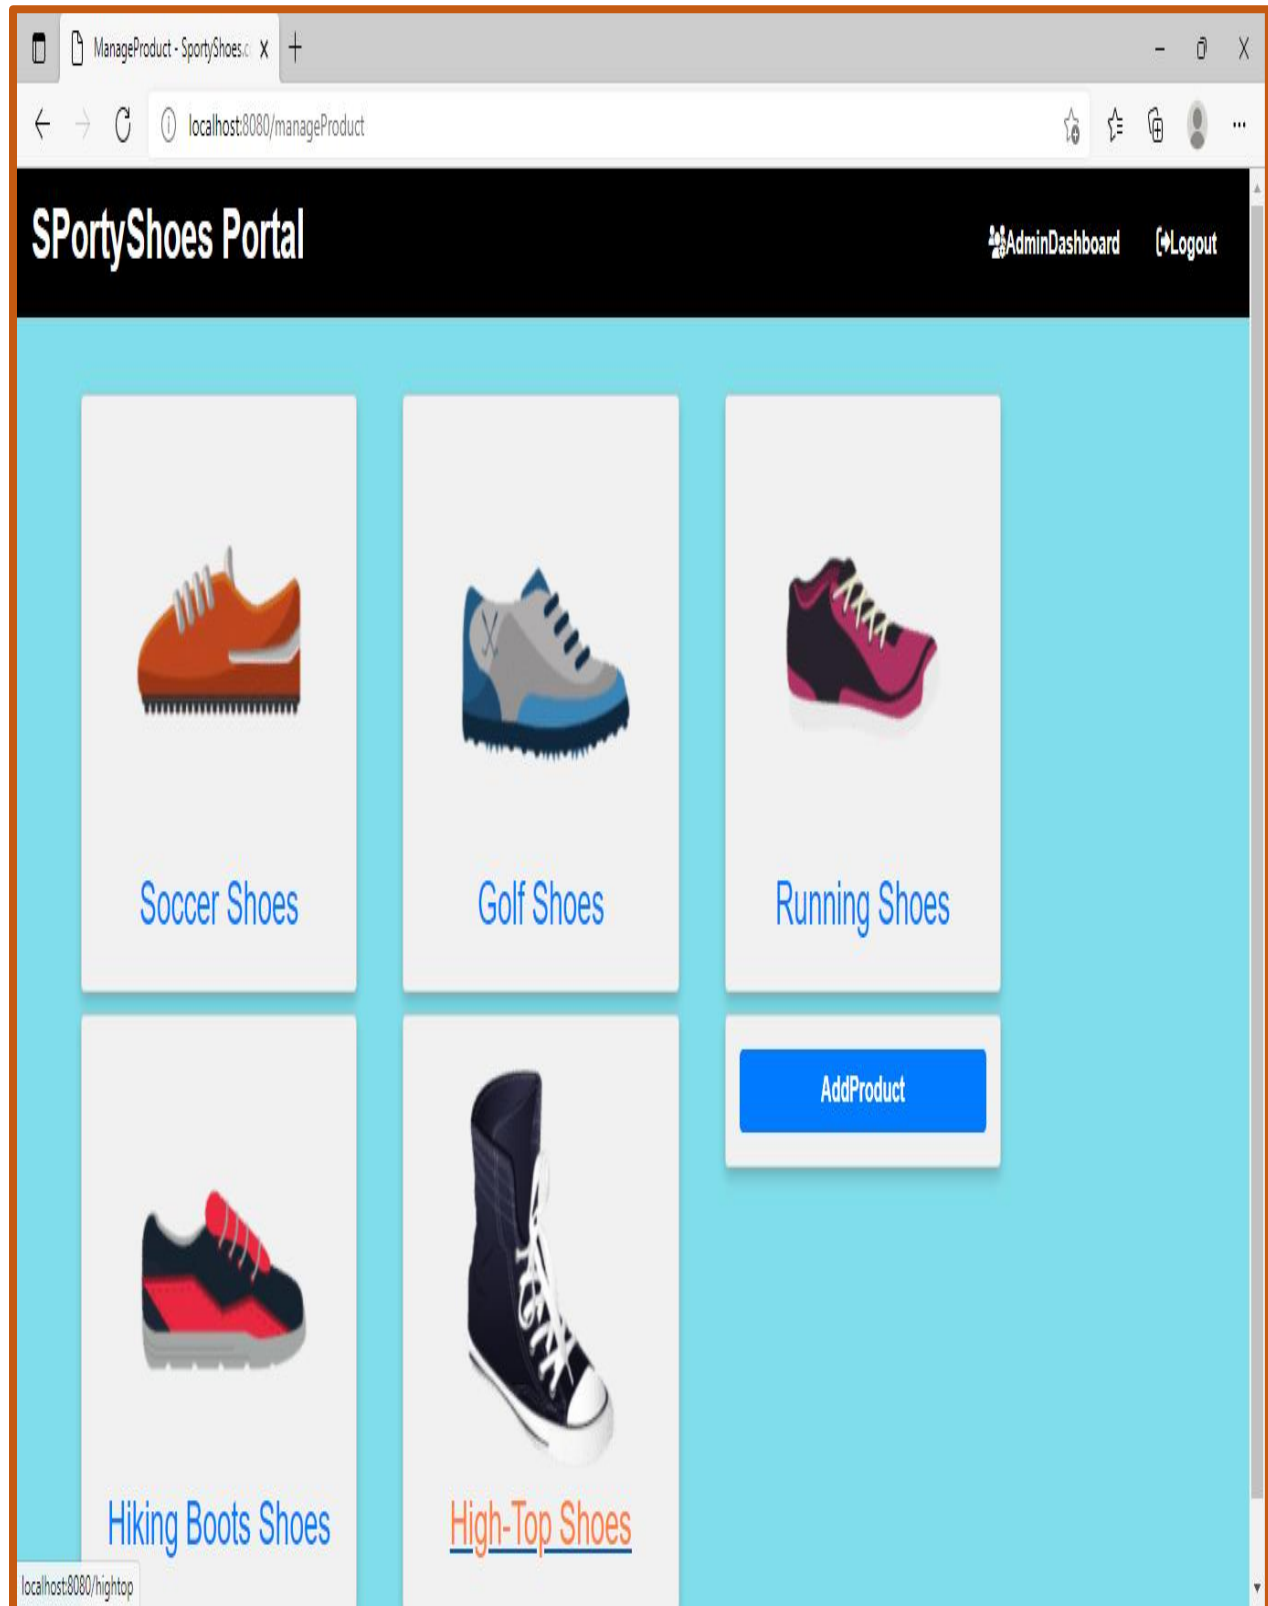 ManageProduct - SportyShoes.c
localhost:8080/manageProduct
SPortyShoes Portal
AdminDashboard
Logout
Soccer Shoes
Golf Shoes
Running Shoes
AddProduct
Hiking Boots Shoes
High-Top Shoes
localhost:8080/hightop